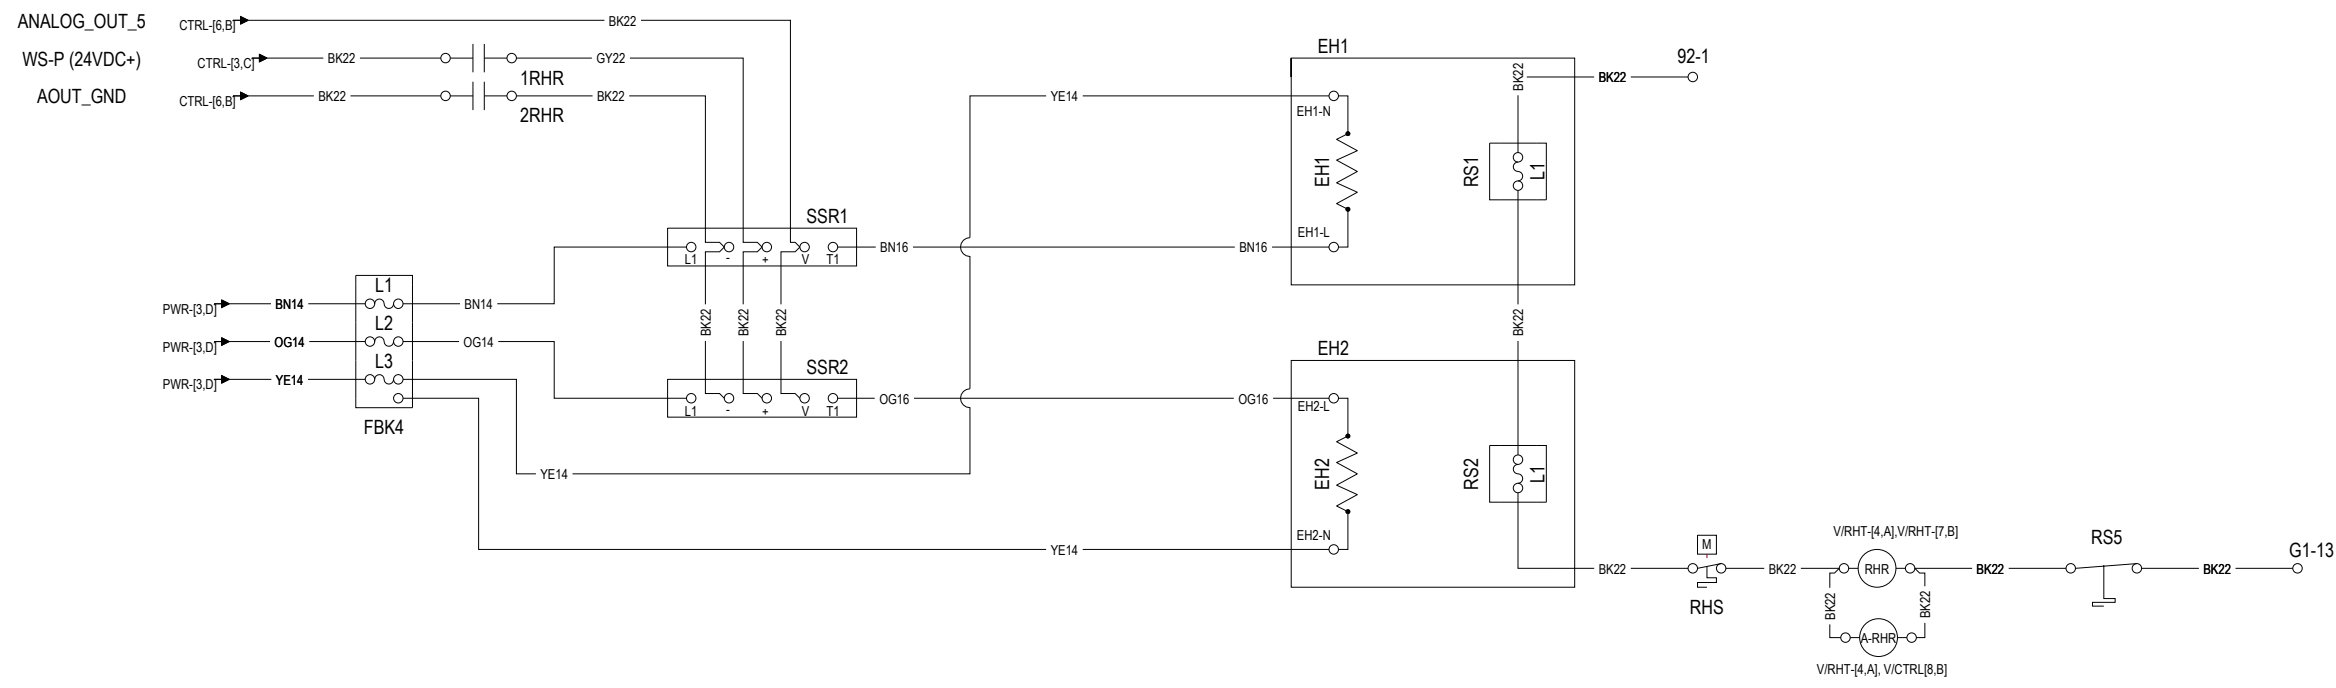 ANALOG_OUT_5 CTRL-[6,B] BK22
WS-P (24VDC+) CTRL-[3,C] BK22 GY22
1RHR
AOUT_GND CTRL-[6,B] BK22 BK22
2RHR
EH1
92-1
BK22
BK22
YE14
EH1-N
EH1
RS1
L1
EH1-L
SSR1
L1 - + V T1
BN16
BN16
BK22
BK22
BK22
BK22
PWR-[3,D] BN14 L1 BN14
PWR-[3,D] OG14 L2 OG14
PWR-[3,D] YE14 L3
FBK4
SSR2
L1 - + V T1
OG16
OG16
EH2
EH2-L
EH2
RS2
L1
EH2-N
YE14
YE14
BK22
M
RHS
BK22
V/RHT-[4,A],V/RHT-[7,B]
RHR
BK22
BK22
A-RHR
V/RHT-[4,A], V/CTRL[8,B]
BK22
RS5
BK22
G1-13